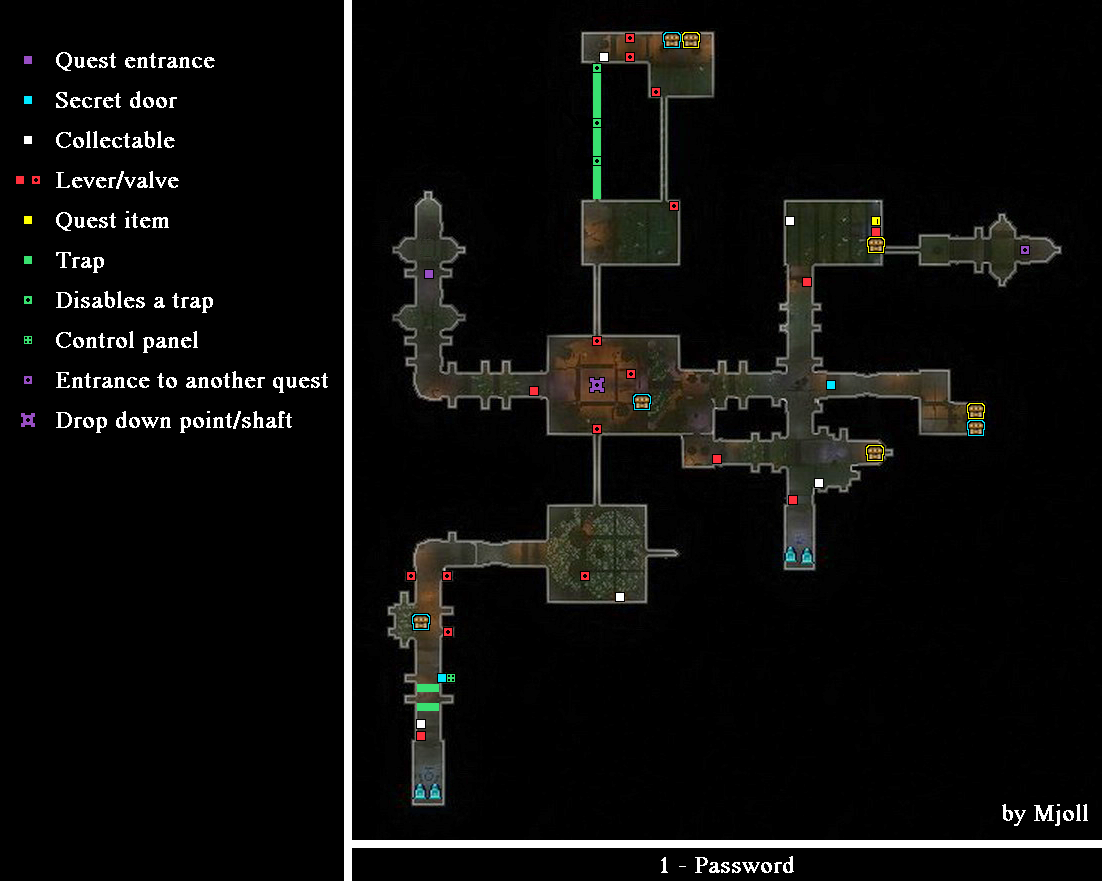 Quest entrance
Secret door
Collectable
Lever/valve
Quest item
Trap
Disables a trap
Control panel
Entrance to another quest
Drop down point/shaft
by Mjoll
1 - Password